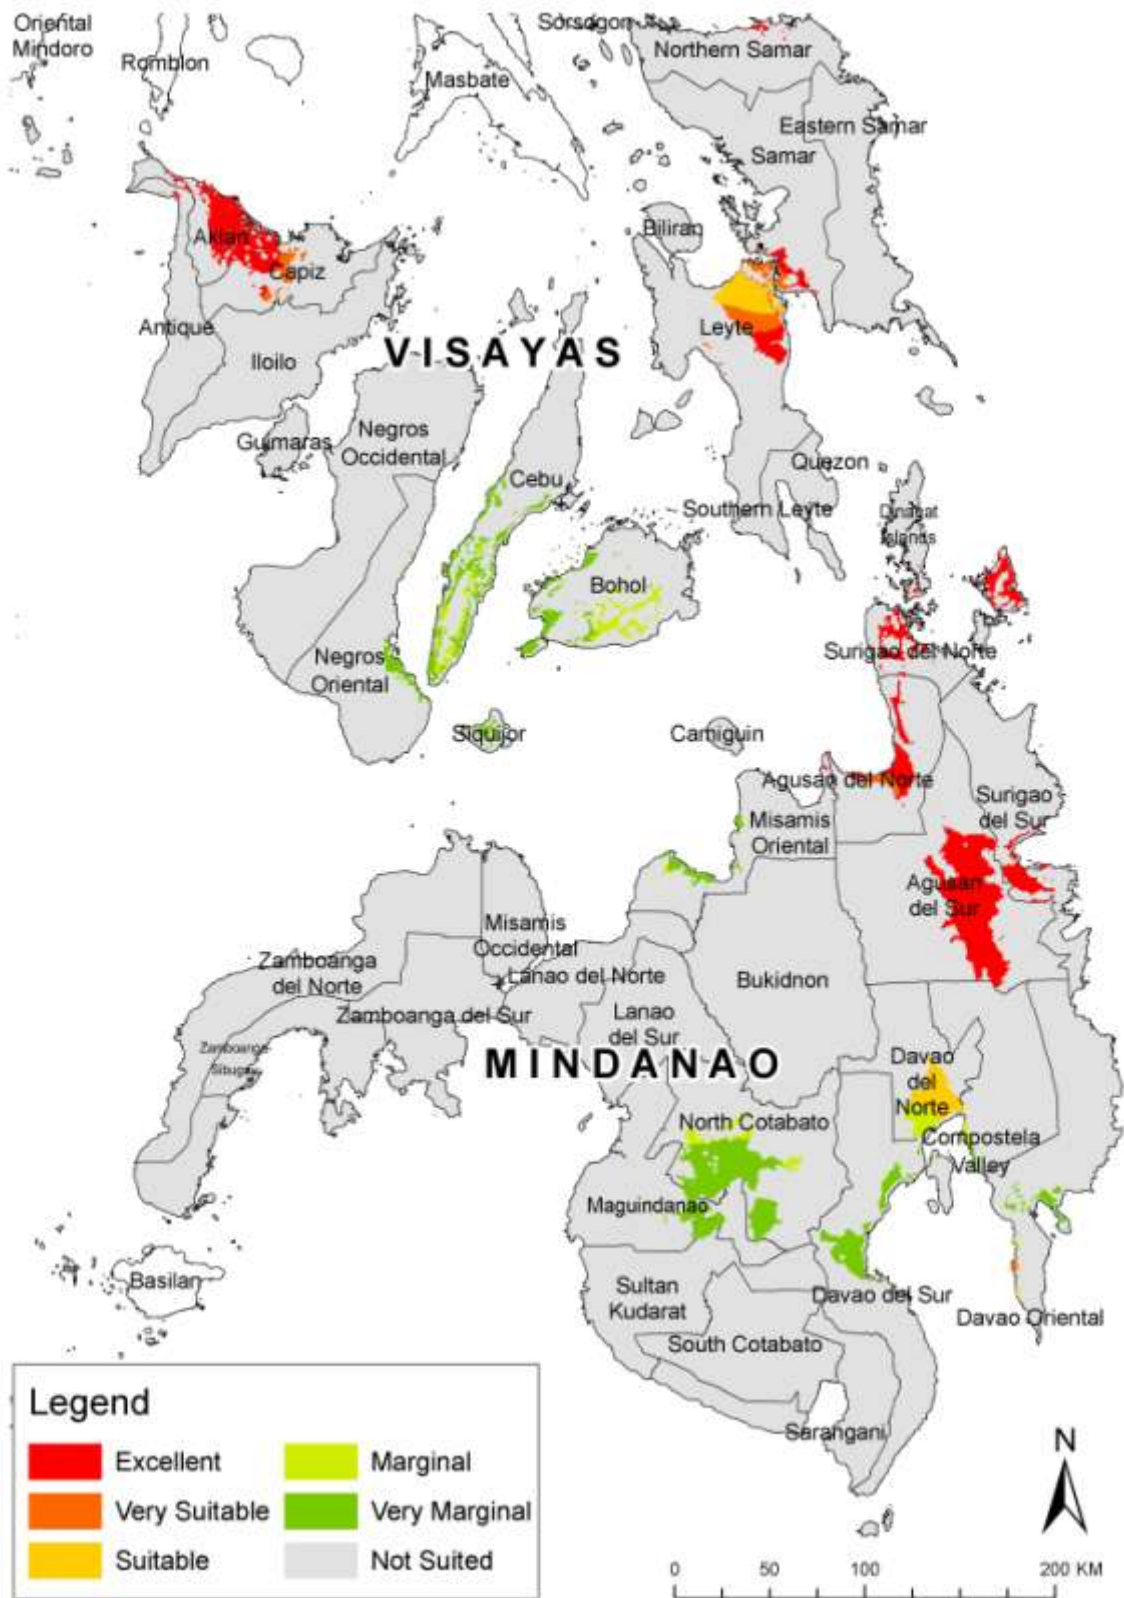 Oriental
Mindoro
Romblon
Masbate
Sorsogon
Northern Samar
Eastern Samar
Samar
Biliran
Aklan
Capiz
Antique
Iloilo
Leyte
VISAYAS
Guimaras
Negros
Occidental
Cebu
Quezon
Southern Leyte
Dinagat
Islands
Bohol
Negros
Oriental
Surigao del Norte
Siquijor
Camiguin
Agusan del Norte
Surigao
del Sur
Misamis
Oriental
Agusan
del Sur
Misamis
Occidental
Zamboanga
del Norte
Lanao del Norte
Bukidnon
Zamboanga del Sur
Lanao
del Sur
Zamboanga
Sibugay
MINDANAO
Davao
del
Norte
North Cotabato
Compostela
Valley
Maguindanao
Basilan
Sultan
Kudarat
Davao del Sur
Davao Oriental
South Cotabato
Sarangani
Legend
Excellent
Very Suitable
Suitable
Marginal
Very Marginal
Not Suited
N
0 50 100 200 KM